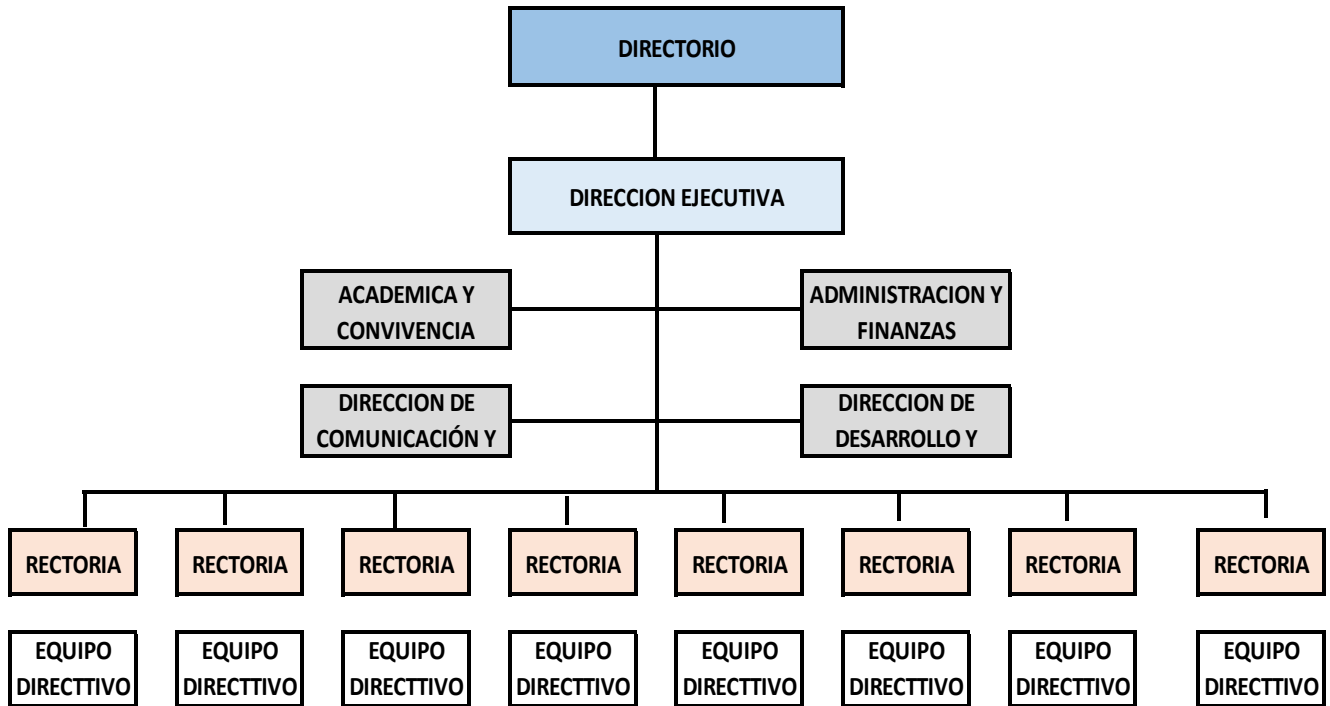 DIRECTORIO
DIRECCION EJECUTIVA
ACADEMICA Y
CONVIVENCIA
ADMINISTRACION Y
FINANZAS
DIRECCION DE
COMUNICACIÓN Y
DIRECCION DE
DESARROLLO Y
RECTORIA
RECTORIA
RECTORIA
RECTORIA
RECTORIA
RECTORIA
RECTORIA
RECTORIA
EQUIPO
DIRECTTIVO
EQUIPO
DIRECTTIVO
EQUIPO
DIRECTTIVO
EQUIPO
DIRECTTIVO
EQUIPO
DIRECTTIVO
EQUIPO
DIRECTTIVO
EQUIPO
DIRECTTIVO
EQUIPO
DIRECTTIVO